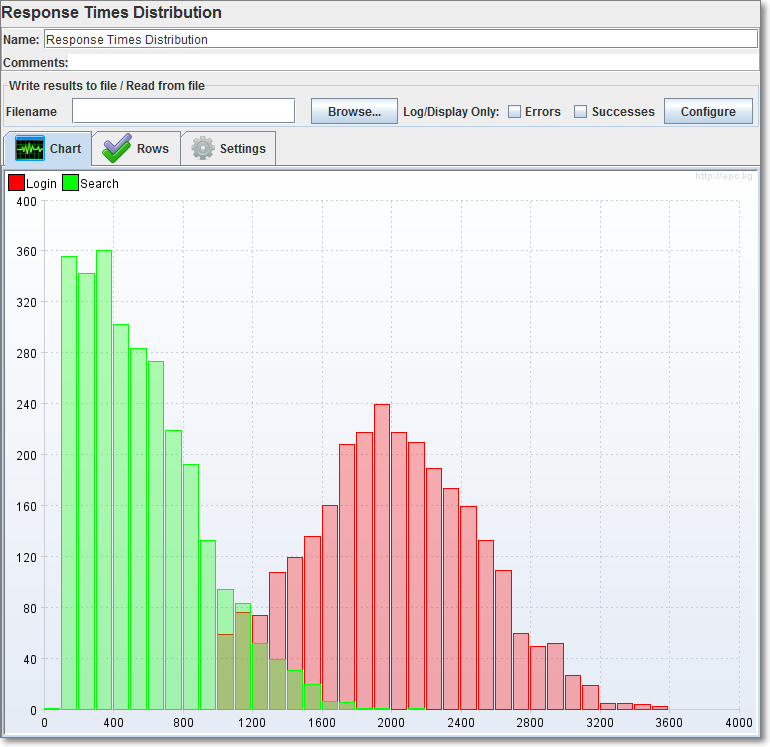 Response Times Distribution
Name: Response Times Distribution
Comments:
Write results to file / Read from file
Filename Browse... Log/Display Only: Errors Successes Configure
Chart Rows Settings
http://apc.kg
Login Search
400
360
320
280
240
200
160
120
80
40
0
0 400 800 1200 1600 2000 2400 2800 3200 3600 4000